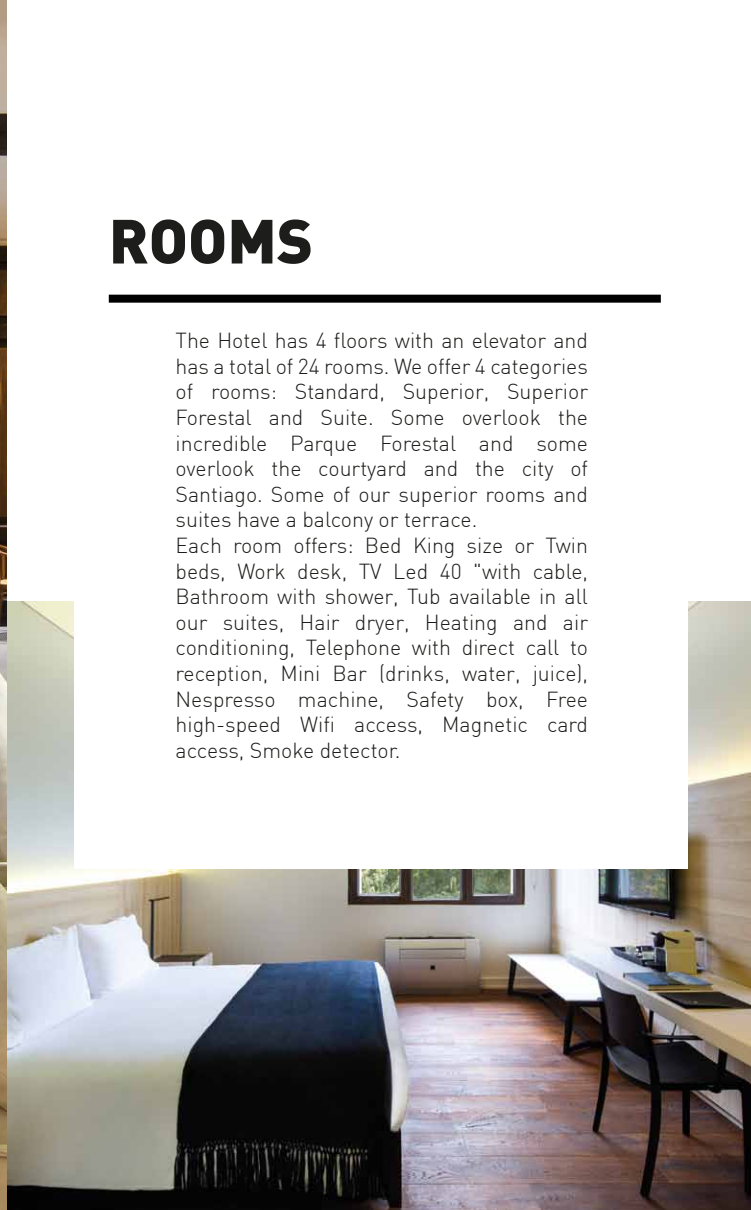 ROOMS
The Hotel has 4 floors with an elevator and
has a total of 24 rooms. We offer 4 categories
of rooms: Standard, Superior, Superior
Forestal and Suite. Some overlook the
incredible Parque Forestal and some
overlook the courtyard and the city of
Santiago. Some of our superior rooms and
suites have a balcony or terrace.
Each room offers: Bed King size or Twin
beds, Work desk, TV Led 40 "with cable,
Bathroom with shower, Tub available in all
our suites, Hair dryer, Heating and air
conditioning, Telephone with direct call to
reception, Mini Bar (drinks, water, juice),
Nespresso machine, Safety box, Free
high-speed Wifi access, Magnetic card
access, Smoke detector.